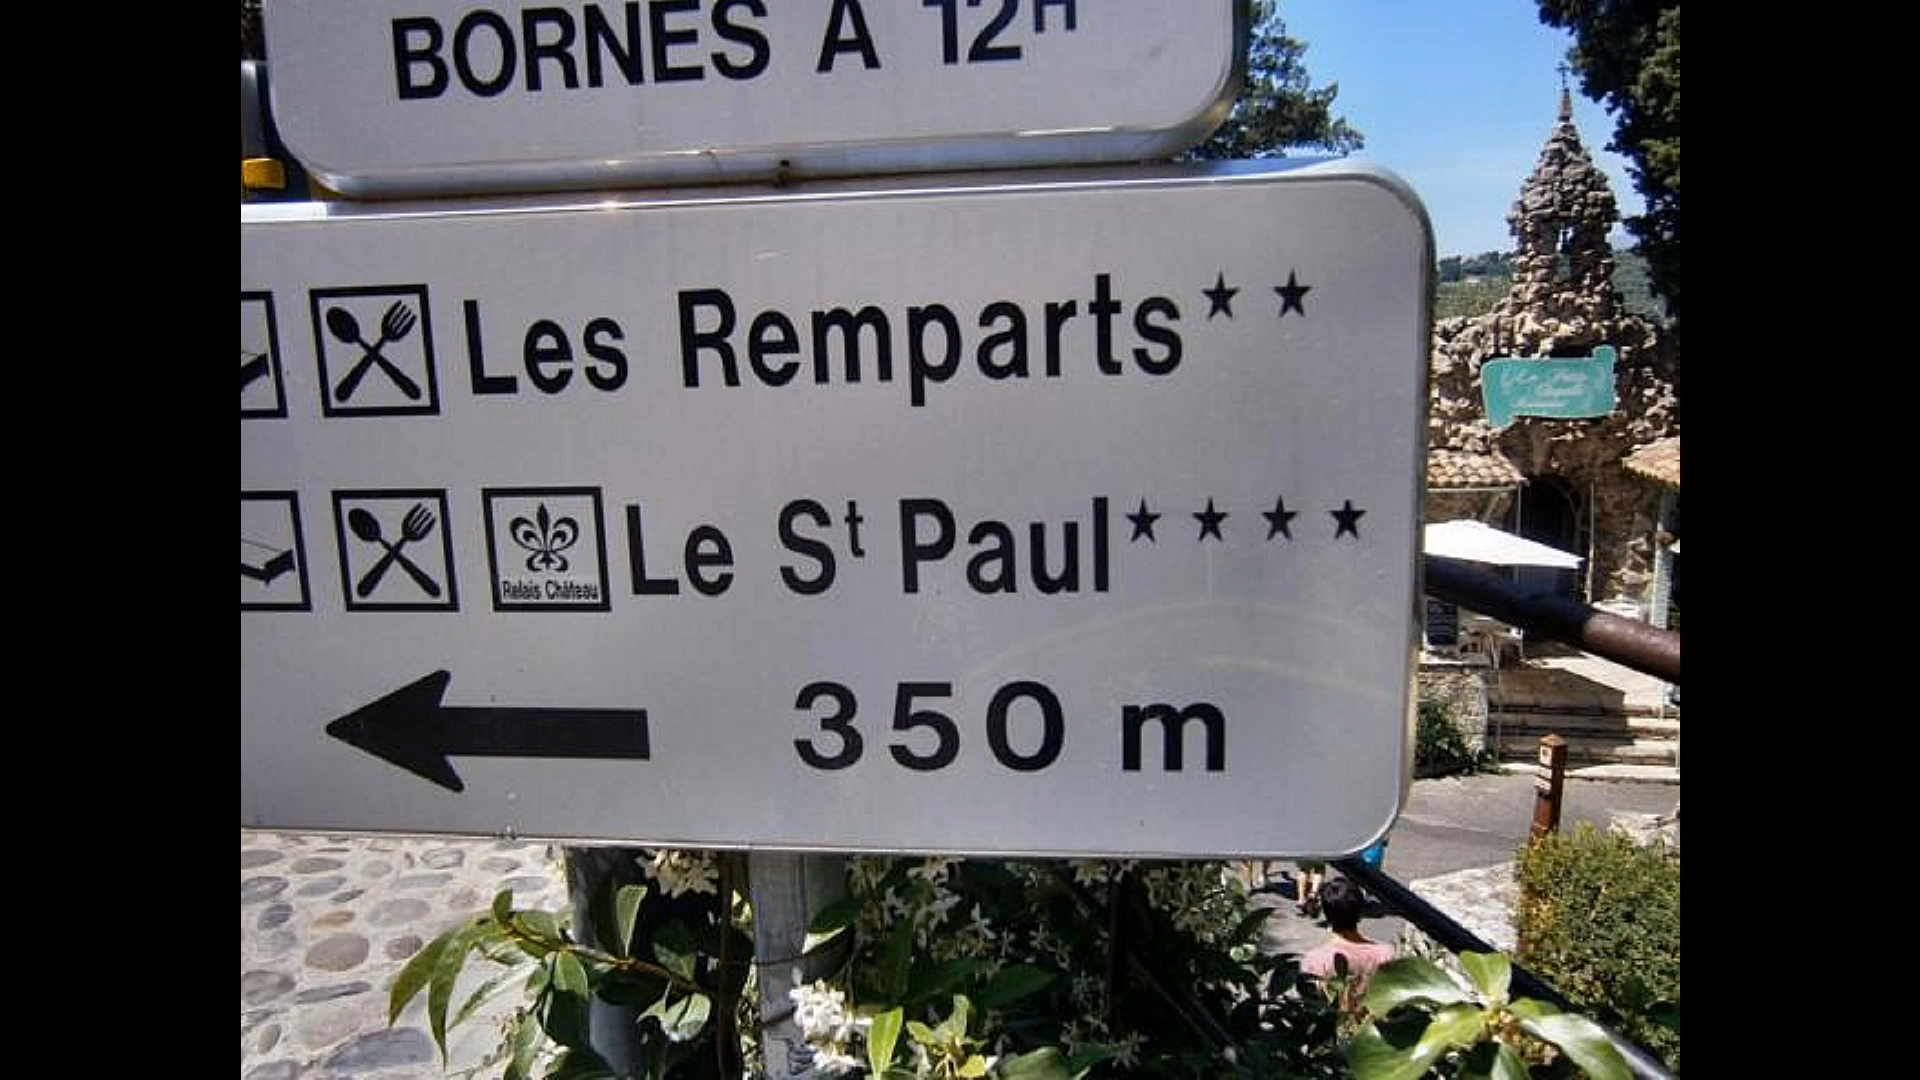 BORNES A 12H
Les Remparts★★
Relais Château
Le St Paul★★★★
350 m